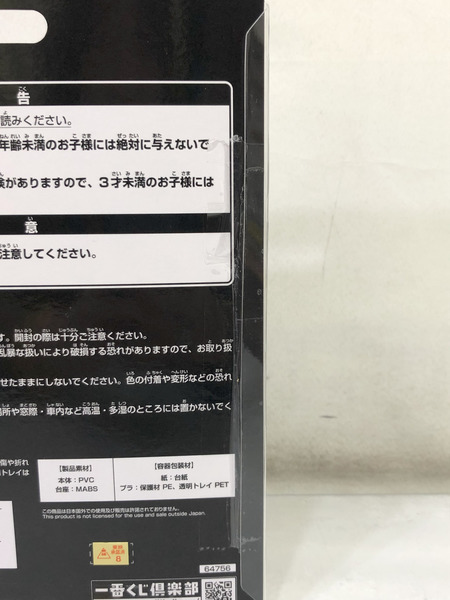 告
読みください。
年齢未満のお子様には絶対に与えないで
がありますので、3才未満のお子様には
意
注意してください。
す。開封の際は十分ご注意ください。
乱暴な扱いにより破損する恐れがありますので、お取り扱
せたままにしないでください。色の付着や変形などの恐れ
場所や窓際・車内など高温・多湿のところには置かないでく
傷や折れ
トレイは
【製品素材】
本体：PVC
台座：MABS
【容器包装材】
紙：台紙
プラ：保護材 PE、透明トレイ PET
この商品は日本国外での使用及び販売は許諾されておりません。
This product is not licensed for the use and sale outside Japan.
B
64756
一番くじ倶楽部